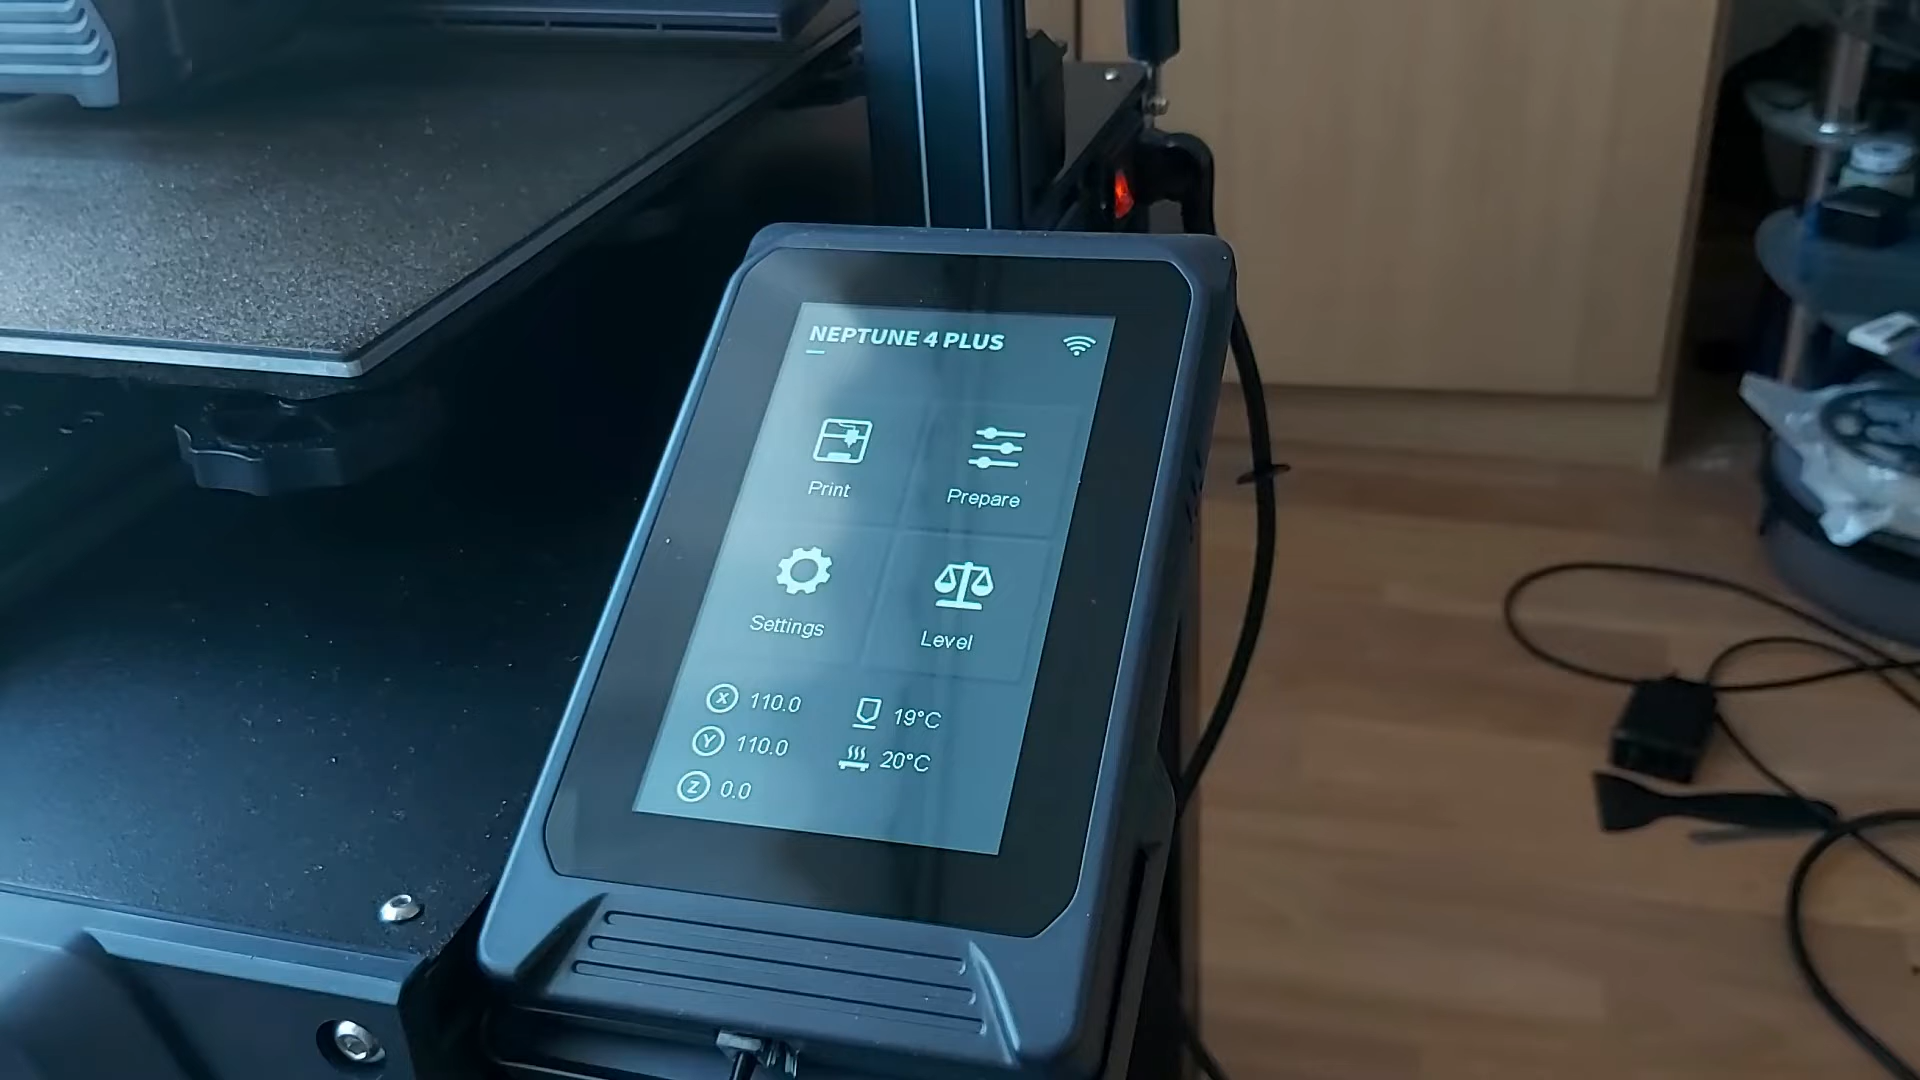 NEPTUNE 4 PLUS
Print
Prepare
Settings
Level
X 110.0
19°C
Y 110.0
20°C
Z 0.0